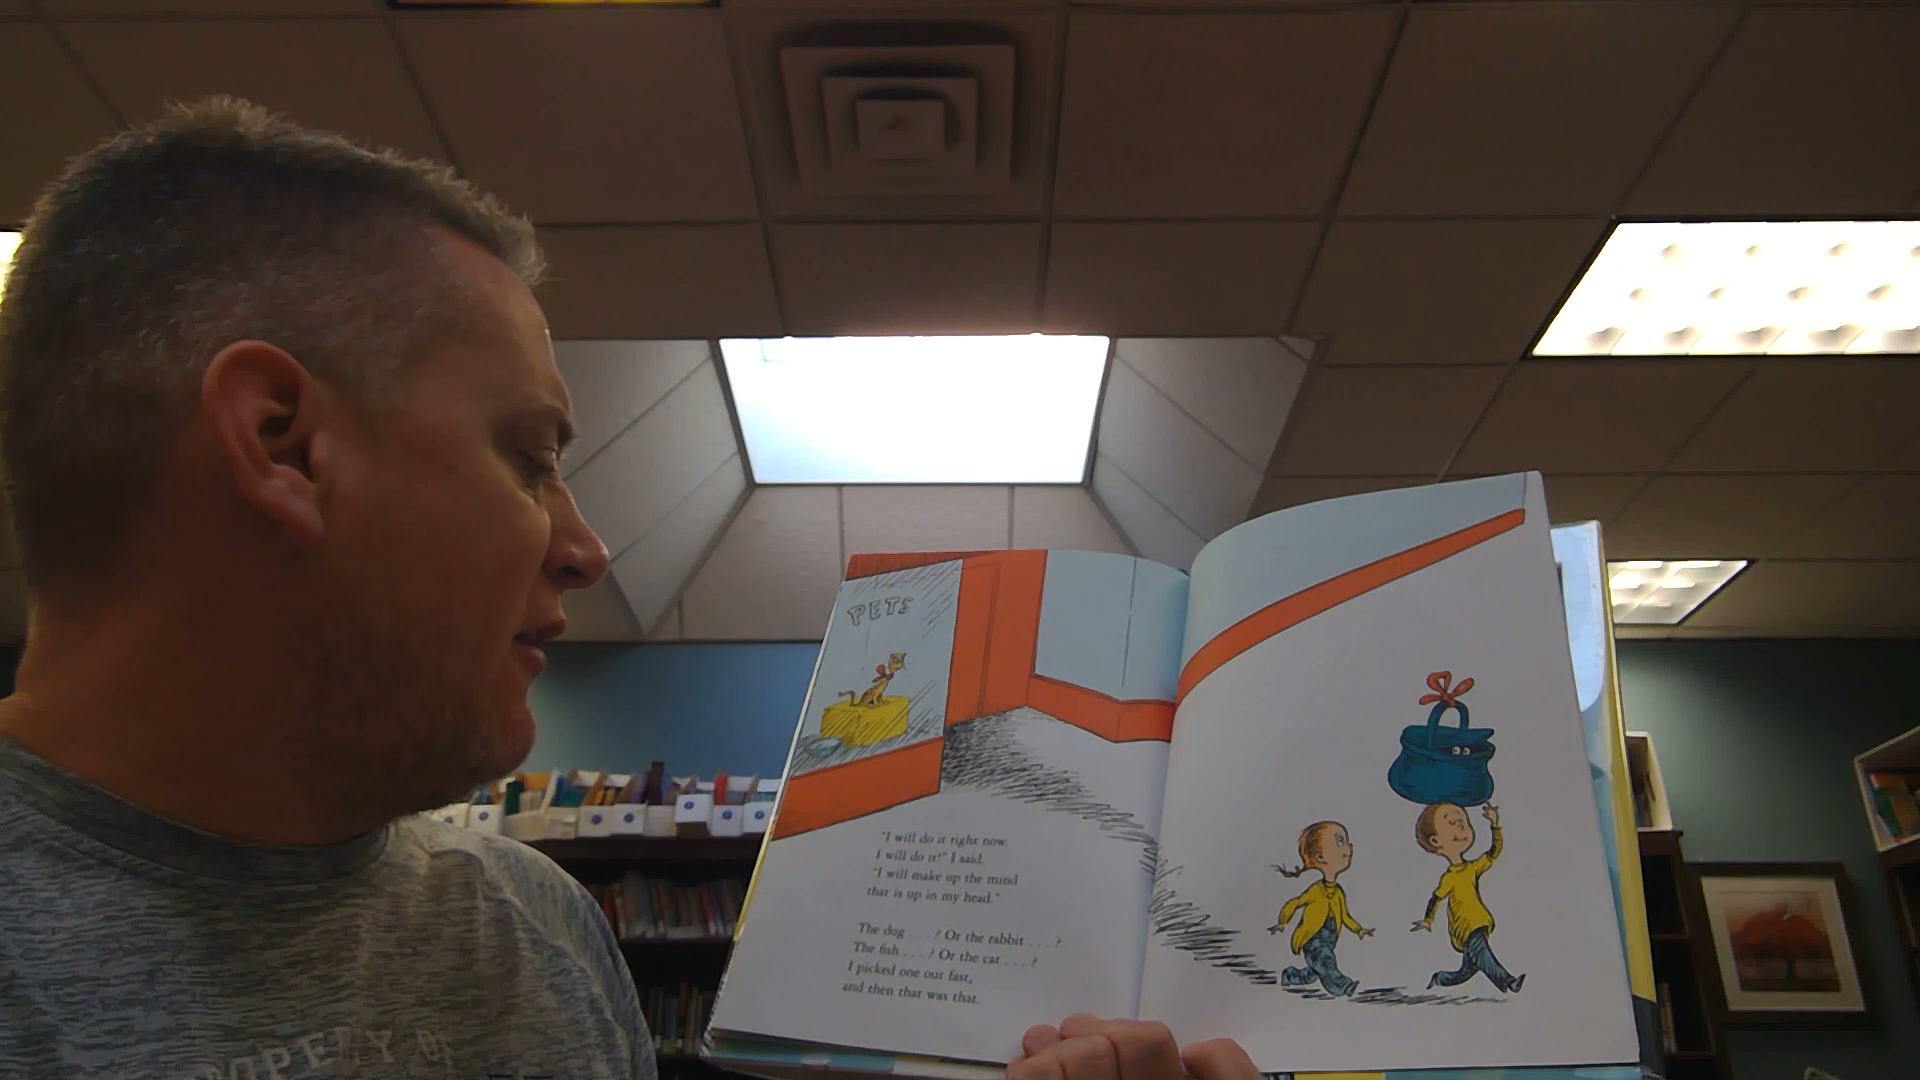 PETS
"I will do it right now.
I will do it!" I said.
"I will make up the mind
that is up in my head."
The dog . . . ? Or the rabbit . . . ?
The fish . . . ? Or the cat . . . ?
I picked one out fast,
and then that was that.
PROPERTY OF